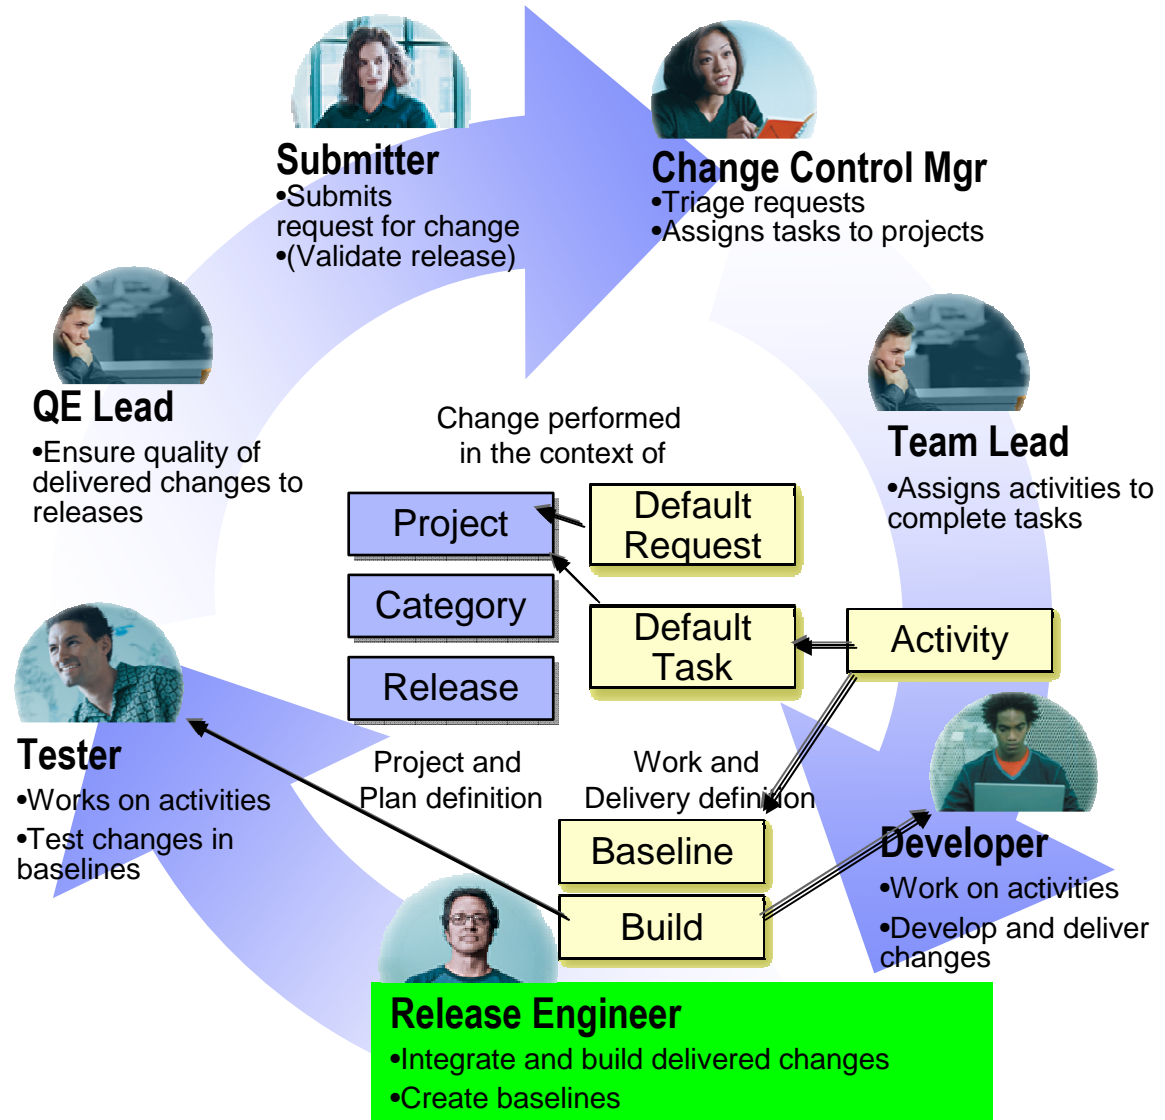 Submitter
•Submits
request for change
•(Validate release)
Change Control Mgr
•Triage requests
•Assigns tasks to projects
QE Lead
•Ensure quality of
delivered changes to
releases
Team Lead
•Assigns activities to
complete tasks
Change performed
in the context of
Project
Category
Release
Default
Request
Default
Task
Activity
Project and
Plan definition
Work and
Delivery definition
Baseline
Build
Tester
•Works on activities
•Test changes in
baselines
Developer
•Work on activities
•Develop and deliver
changes
Release Engineer
•Integrate and build delivered changes
•Create baselines